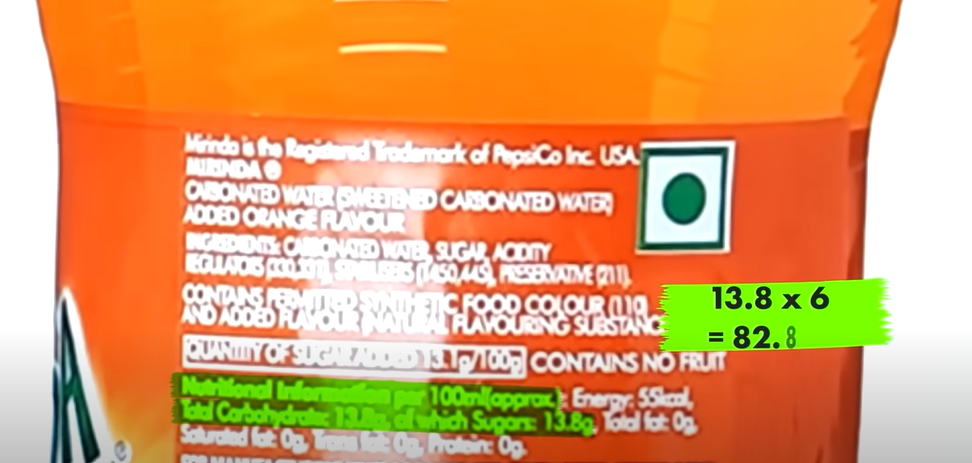 Mirinda is the Registered Trademark of PepsiCo Inc. USA.
MIRINDA ®
CARBONATED WATER (SWEETENED CARBONATED WATER)
ADDED ORANGE FLAVOUR
INGREDIENTS: CARBONATED WATER, SUGAR, ACIDITY
REGULATORS (330,331), STABILISERS (1450,445), PRESERVATIVE (211).
CONTAINS PERMITTED SYNTHETIC FOOD COLOUR (110)
AND ADDED FLAVOUR (NATURAL FLAVOURING
13.8 x 6
= 82.8
QUANTITY OF SUGAR ADDED 13.1g/100g CONTAINS NO FRUIT
Nutritional Information per 100ml(approx.): Energy: 55kcal,
Total Carbohydrate: 13.8g, of which Sugars: 13.8g, Total fat: 0g,
Saturated fat: 0g, Trans fat: 0g, Protein: 0g.